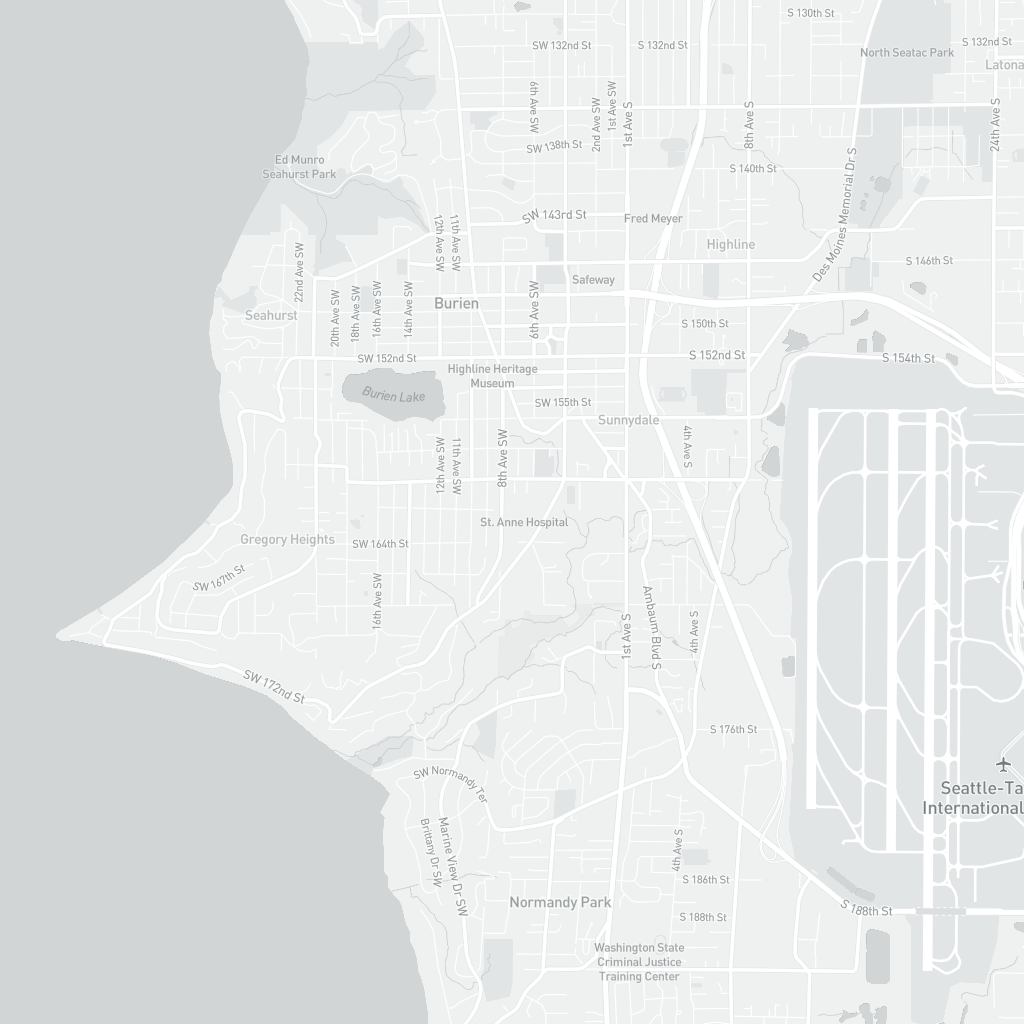 S 130th St
SW 132nd St
S 132nd St
North Seatac Park
S 132nd St
Latona
6th Ave SW
2nd Ave SW
1st Ave SW
1st Ave S
8th Ave S
24th Ave S
SW 138th St
Ed Munro
Seahurst Park
S 140th St
Des Moines Memorial Dr S
SW 143rd St
Fred Meyer
12th Ave SW
11th Ave SW
Highline
22nd Ave SW
S 146th St
Safeway
20th Ave SW
18th Ave SW
16th Ave SW
14th Ave SW
Burien
6th Ave SW
Seahurst
S 150th St
SW 152nd St
S 152nd St
S 154th St
Highline Heritage
Museum
Burien Lake
SW 155th St
Sunnydale
4th Ave S
12th Ave SW
11th Ave SW
8th Ave SW
St. Anne Hospital
Gregory Heights
SW 164th St
SW 167th St
16th Ave SW
Ambaum Blvd S
1st Ave S
4th Ave S
SW 172nd St
S 176th St
SW Normandy Ter
Seattle-Ta
International
Marine View Dr SW
Brittany Dr SW
4th Ave S
S 186th St
Normandy Park
S 188th St
S 188th St
Washington State
Criminal Justice
Training Center